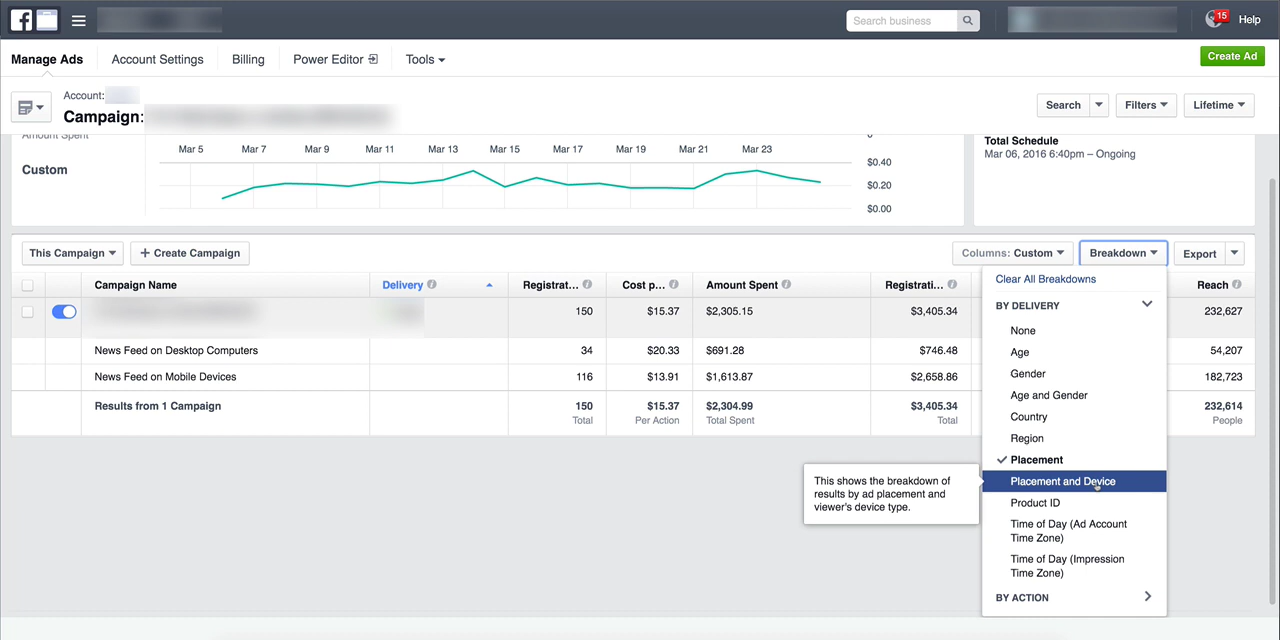 Search business
15
Help
Manage Ads
Account Settings
Billing
Power Editor
Tools
Create Ad
Account:
Campaign:
Search
Filters
Lifetime
Amount Spent
Custom
Mar 5 Mar 7 Mar 9 Mar 11 Mar 13 Mar 15 Mar 17 Mar 19 Mar 21 Mar 23
0
$0.40
$0.20
$0.00
Total Schedule
Mar 06, 2016 6:40pm – Ongoing
This Campaign
+ Create Campaign
Columns: Custom
Breakdown
Export
Campaign Name Delivery Registrat... Cost p... Amount Spent Registrati... Reach
150 $15.37 $2,305.15 $3,405.34 232,627
News Feed on Desktop Computers 34 $20.33 $691.28 $746.48 54,207
News Feed on Mobile Devices 116 $13.91 $1,613.87 $2,658.86 182,723
Results from 1 Campaign 150 $15.37 $2,304.99 $3,405.34 232,614
Total Per Action Total Spent Total People
Clear All Breakdowns
BY DELIVERY
None
Age
Gender
Age and Gender
Country
Region
Placement
Placement and Device
Product ID
Time of Day (Ad Account
Time Zone)
Time of Day (Impression
Time Zone)
BY ACTION
This shows the breakdown of
results by ad placement and
viewer's device type.